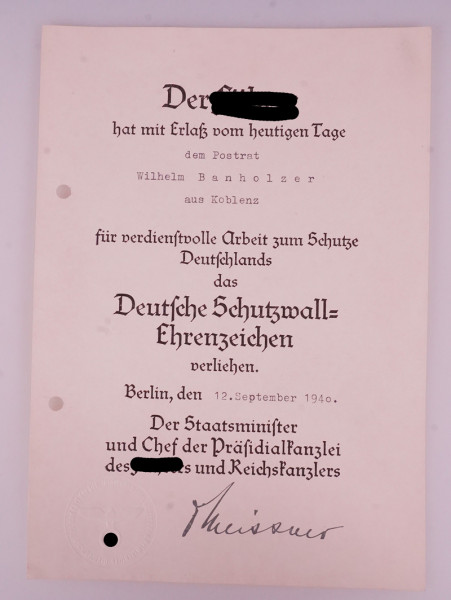 Der
hat mit Erlaß vom heutigen Tage
dem Postrat
Wilhelm Banholzer
aus Koblenz
für verdienstvolle Arbeit zum Schutze
Deutschlands
das
Deutsche Schutzwall=
Ehrenzeichen
verliehen.
Berlin, den 12.September 1940.
Der Staatsminister
und Chef der Präsidialkanzlei
des und Reichskanzlers
Meissner